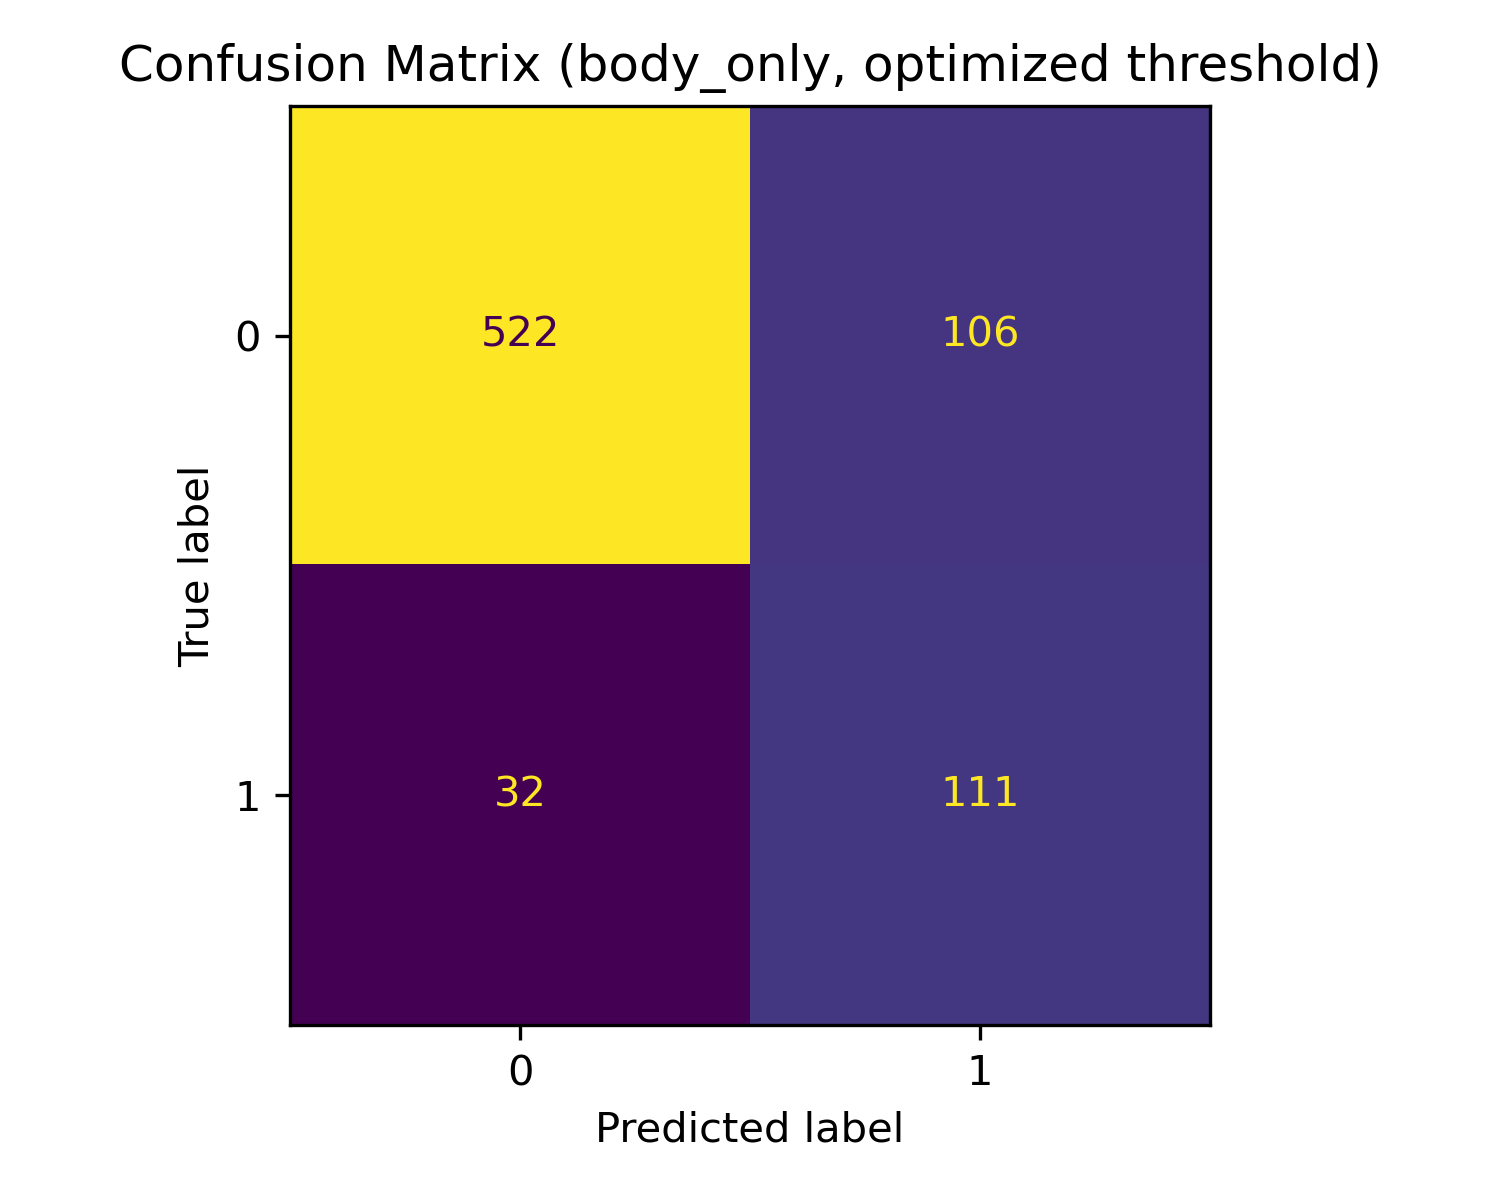 Confusion Matrix (body_only, optimized threshold)
0
522
106
True label
1
32
111
0
1
Predicted label